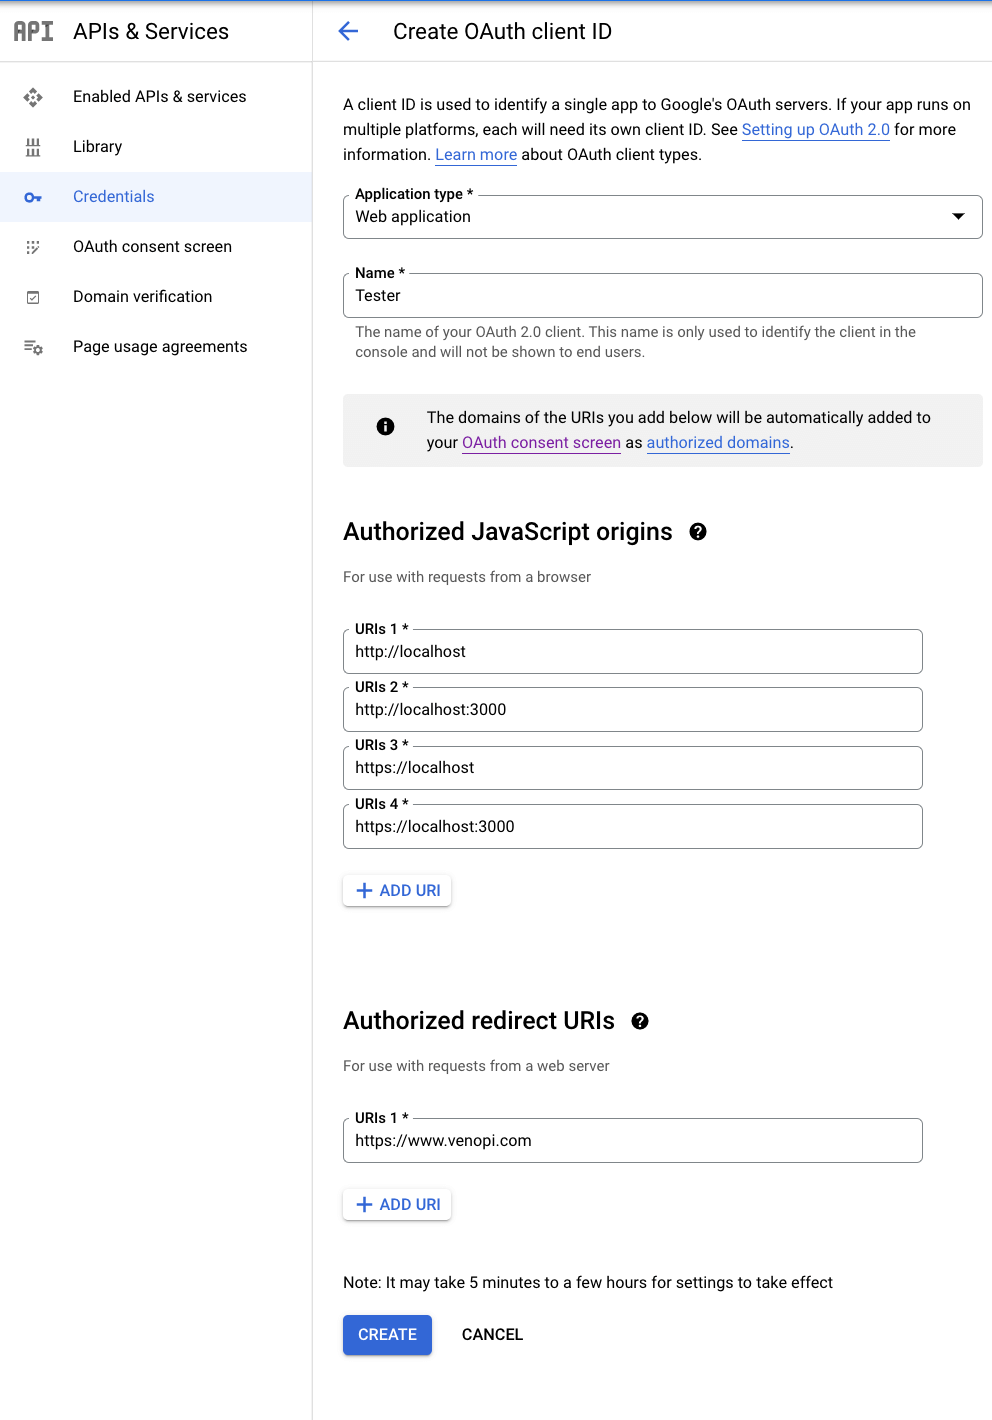 API APIs & Services
Create OAuth client ID
Enabled APIs & services
Library
Credentials
OAuth consent screen
Domain verification
Page usage agreements
A client ID is used to identify a single app to Google's OAuth servers. If your app runs on
multiple platforms, each will need its own client ID. See Setting up OAuth 2.0 for more
information. Learn more about OAuth client types.
Application type *
Web application
Name *
Tester
The name of your OAuth 2.0 client. This name is only used to identify the client in the
console and will not be shown to end users.
The domains of the URIs you add below will be automatically added to
your OAuth consent screen as authorized domains.
Authorized JavaScript origins
For use with requests from a browser
URIs 1 *
http://localhost
URIs 2 *
http://localhost:3000
URIs 3 *
https://localhost
URIs 4 *
https://localhost:3000
ADD URI
Authorized redirect URIs
For use with requests from a web server
URIs 1 *
https://www.venopi.com
ADD URI
Note: It may take 5 minutes to a few hours for settings to take effect
CREATE CANCEL